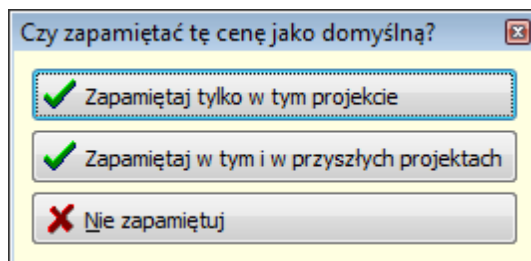 Czy zapamiętać tę cenę jako domyślną?
Zapamiętaj tylko w tym projekcie
Zapamiętaj w tym i w przyszłych projektach
Nie zapamiętuj